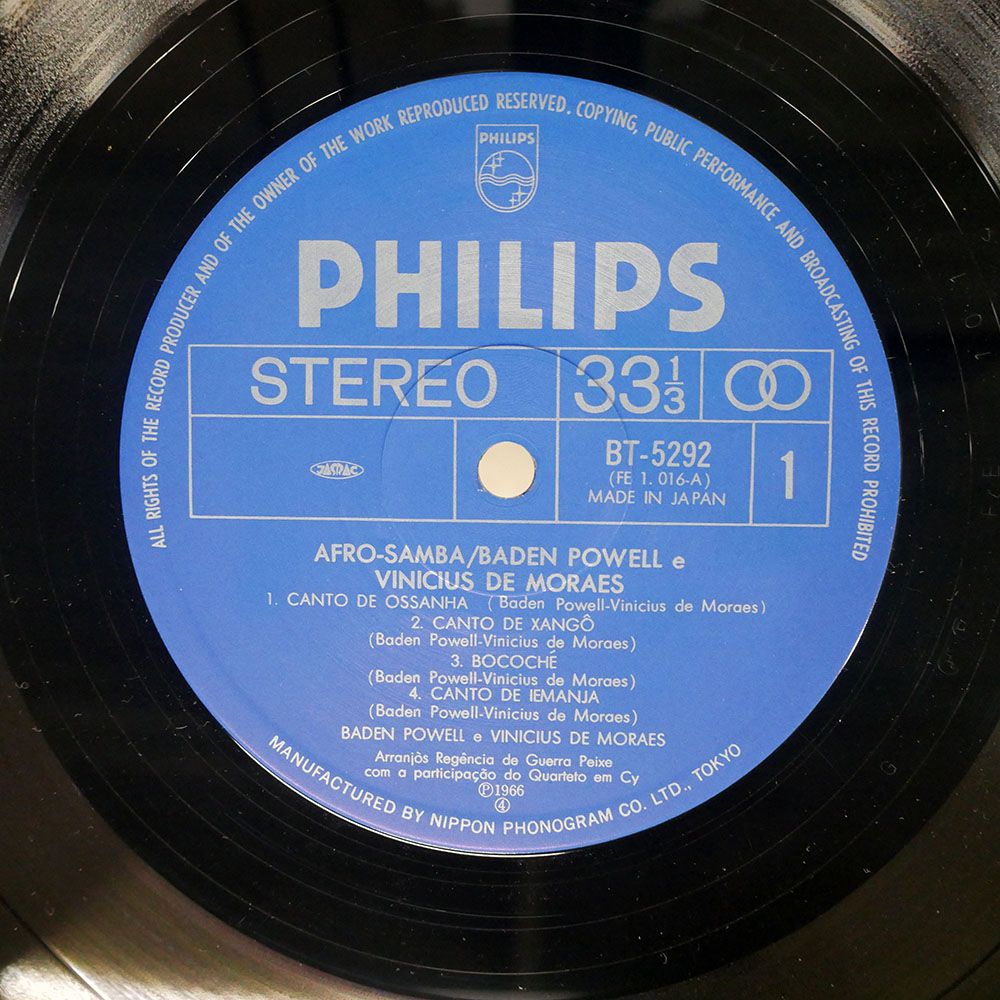 ALL RIGHTS OF THE RECORD PRODUCER AND OF THE OWNER OF THE WORK REPRODUCED RESERVED. COPYING, PUBLIC PERFORMANCE AND BROADCASTING OF THIS RECORD PROHIBITED
PHILIPS
PHILIPS
STEREO 33 1/3
JASRAC
BT-5292
(FE 1. 016-A)
MADE IN JAPAN
1
AFRO-SAMBA/BADEN POWELL e
VINICIUS DE MORAES
1. CANTO DE OSSANHA (Baden Powell-Vinicius de Moraes)
2. CANTO DE XANGÔ
(Baden Powell-Vinicius de Moraes)
3. BOCOCHÉ
(Baden Powell-Vinicius de Moraes)
4. CANTO DE IEMANJA
(Baden Powell-Vinicius de Moraes)
BADEN POWELL e VINICIUS DE MORAES
Arranjòs Regência de Guerra Peixe
com a participação do Quarteto em Cy
Ⓟ1966
④
MANUFACTURED BY NIPPON PHONOGRAM CO. LTD., TOKYO